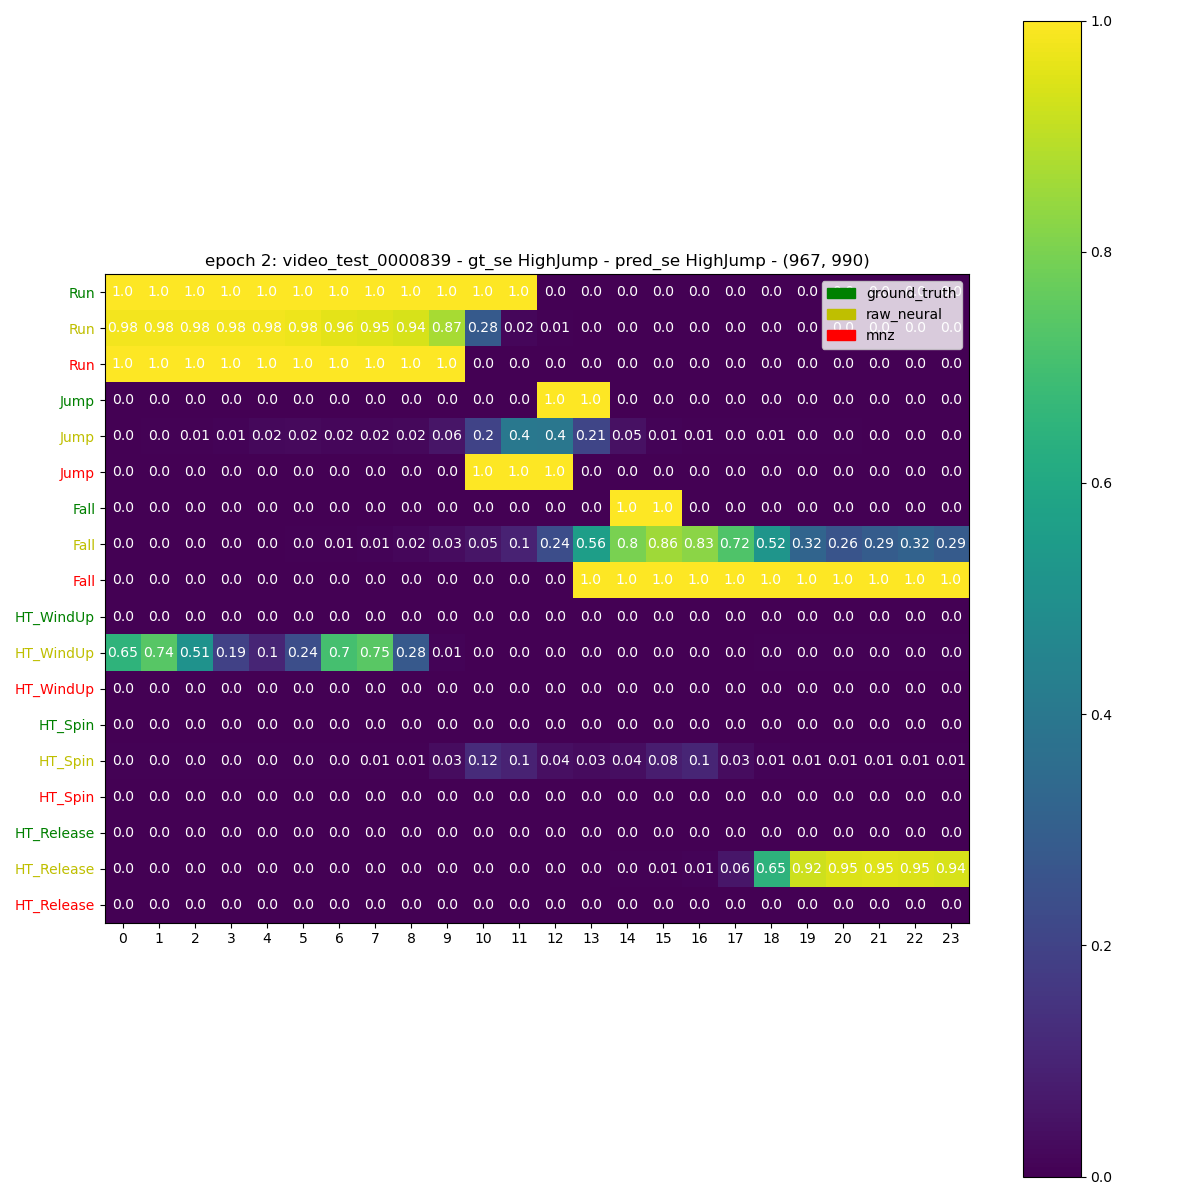 epoch 2: video_test_0000839 - gt_se HighJump - pred_se HighJump - (967, 990)
Run 1.0 1.0 1.0 1.0 1.0 1.0 1.0 1.0 1.0 1.0 1.0 1.0 0.0 0.0 0.0 0.0 0.0 0.0 0.0 0.0
ground_truth
Run 0.98 0.98 0.98 0.98 0.98 0.98 0.96 0.95 0.94 0.87 0.28 0.02 0.01 0.0 0.0 0.0 0.0 0.0 0.0 0.0 0.0 0.0 0.0 0.0
raw_neural
mnz
Run 1.0 1.0 1.0 1.0 1.0 1.0 1.0 1.0 1.0 1.0 0.0 0.0 0.0 0.0 0.0 0.0 0.0 0.0 0.0 0.0 0.0 0.0 0.0 0.0
Jump 0.0 0.0 0.0 0.0 0.0 0.0 0.0 0.0 0.0 0.0 0.0 0.0 1.0 1.0 0.0 0.0 0.0 0.0 0.0 0.0 0.0 0.0 0.0 0.0
Jump 0.0 0.0 0.01 0.01 0.02 0.02 0.02 0.02 0.02 0.06 0.2 0.4 0.4 0.21 0.05 0.01 0.01 0.0 0.01 0.0 0.0 0.0 0.0 0.0
Jump 0.0 0.0 0.0 0.0 0.0 0.0 0.0 0.0 0.0 0.0 1.0 1.0 1.0 0.0 0.0 0.0 0.0 0.0 0.0 0.0 0.0 0.0 0.0 0.0
Fall 0.0 0.0 0.0 0.0 0.0 0.0 0.0 0.0 0.0 0.0 0.0 0.0 0.0 0.0 1.0 1.0 0.0 0.0 0.0 0.0 0.0 0.0 0.0 0.0
Fall 0.0 0.0 0.0 0.0 0.0 0.0 0.01 0.01 0.02 0.03 0.05 0.1 0.24 0.56 0.8 0.86 0.83 0.72 0.52 0.32 0.26 0.29 0.32 0.29
Fall 0.0 0.0 0.0 0.0 0.0 0.0 0.0 0.0 0.0 0.0 0.0 0.0 0.0 1.0 1.0 1.0 1.0 1.0 1.0 1.0 1.0 1.0 1.0 1.0
HT_WindUp 0.0 0.0 0.0 0.0 0.0 0.0 0.0 0.0 0.0 0.0 0.0 0.0 0.0 0.0 0.0 0.0 0.0 0.0 0.0 0.0 0.0 0.0 0.0 0.0
HT_WindUp 0.65 0.74 0.51 0.19 0.1 0.24 0.7 0.75 0.28 0.01 0.0 0.0 0.0 0.0 0.0 0.0 0.0 0.0 0.0 0.0 0.0 0.0 0.0 0.0
HT_WindUp 0.0 0.0 0.0 0.0 0.0 0.0 0.0 0.0 0.0 0.0 0.0 0.0 0.0 0.0 0.0 0.0 0.0 0.0 0.0 0.0 0.0 0.0 0.0 0.0
HT_Spin 0.0 0.0 0.0 0.0 0.0 0.0 0.0 0.0 0.0 0.0 0.0 0.0 0.0 0.0 0.0 0.0 0.0 0.0 0.0 0.0 0.0 0.0 0.0 0.0
HT_Spin 0.0 0.0 0.0 0.0 0.0 0.0 0.0 0.01 0.01 0.03 0.12 0.1 0.04 0.03 0.04 0.08 0.1 0.03 0.01 0.01 0.01 0.01 0.01 0.01
HT_Spin 0.0 0.0 0.0 0.0 0.0 0.0 0.0 0.0 0.0 0.0 0.0 0.0 0.0 0.0 0.0 0.0 0.0 0.0 0.0 0.0 0.0 0.0 0.0 0.0
HT_Release 0.0 0.0 0.0 0.0 0.0 0.0 0.0 0.0 0.0 0.0 0.0 0.0 0.0 0.0 0.0 0.0 0.0 0.0 0.0 0.0 0.0 0.0 0.0 0.0
HT_Release 0.0 0.0 0.0 0.0 0.0 0.0 0.0 0.0 0.0 0.0 0.0 0.0 0.0 0.0 0.0 0.01 0.01 0.06 0.65 0.92 0.95 0.95 0.95 0.94
HT_Release 0.0 0.0 0.0 0.0 0.0 0.0 0.0 0.0 0.0 0.0 0.0 0.0 0.0 0.0 0.0 0.0 0.0 0.0 0.0 0.0 0.0 0.0 0.0 0.0
0 1 2 3 4 5 6 7 8 9 10 11 12 13 14 15 16 17 18 19 20 21 22 23
1.0
0.8
0.6
0.4
0.2
0.0